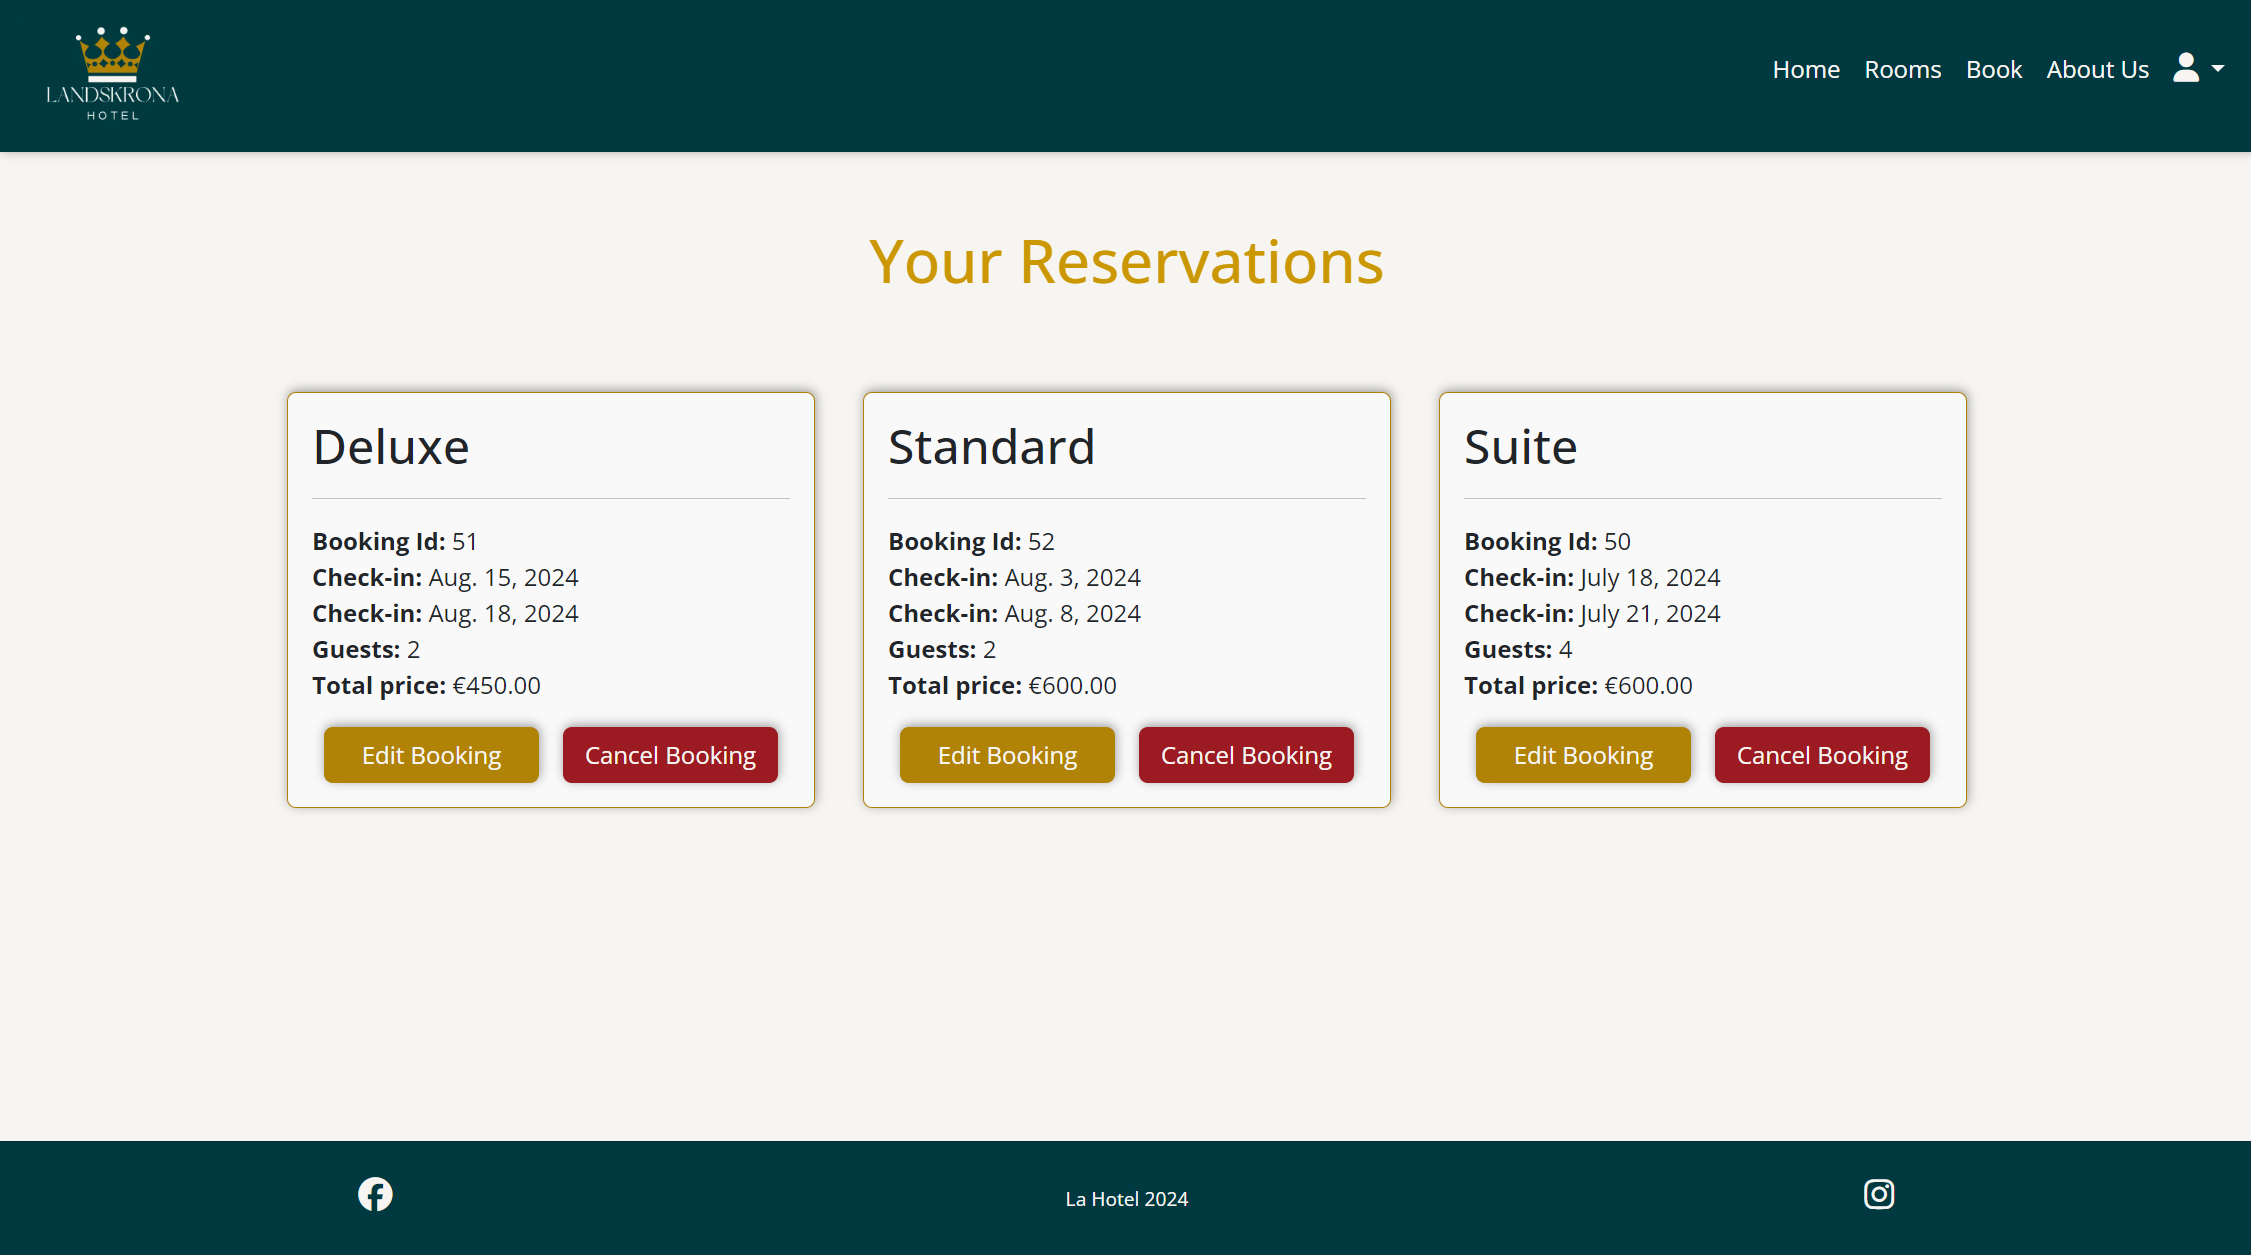 LANDSKRONA
HOTEL
Home Rooms Book About Us
Your Reservations
Deluxe
Booking Id: 51
Check-in: Aug. 15, 2024
Check-in: Aug. 18, 2024
Guests: 2
Total price: €450.00
Edit Booking Cancel Booking
Standard
Booking Id: 52
Check-in: Aug. 3, 2024
Check-in: Aug. 8, 2024
Guests: 2
Total price: €600.00
Edit Booking Cancel Booking
Suite
Booking Id: 50
Check-in: July 18, 2024
Check-in: July 21, 2024
Guests: 4
Total price: €600.00
Edit Booking Cancel Booking
La Hotel 2024